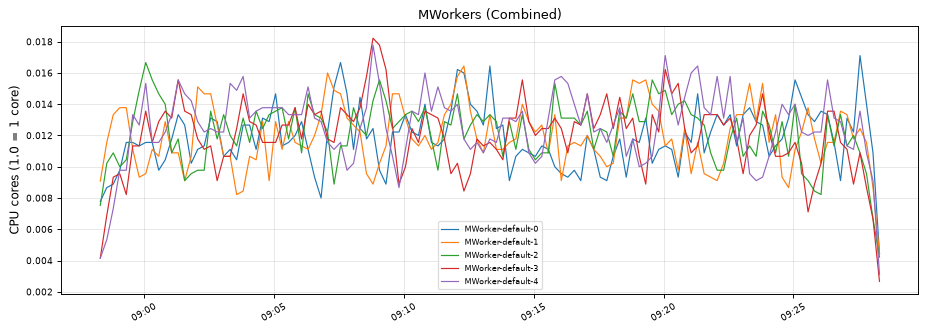 MWorkers (Combined)
CPU cores (1.0 = 1 core)
0.018
0.016
0.014
0.012
0.010
0.008
0.006
0.004
0.002
MWorker-default-0
MWorker-default-1
MWorker-default-2
MWorker-default-3
MWorker-default-4
09:00
09:05
09:10
09:15
09:20
09:25